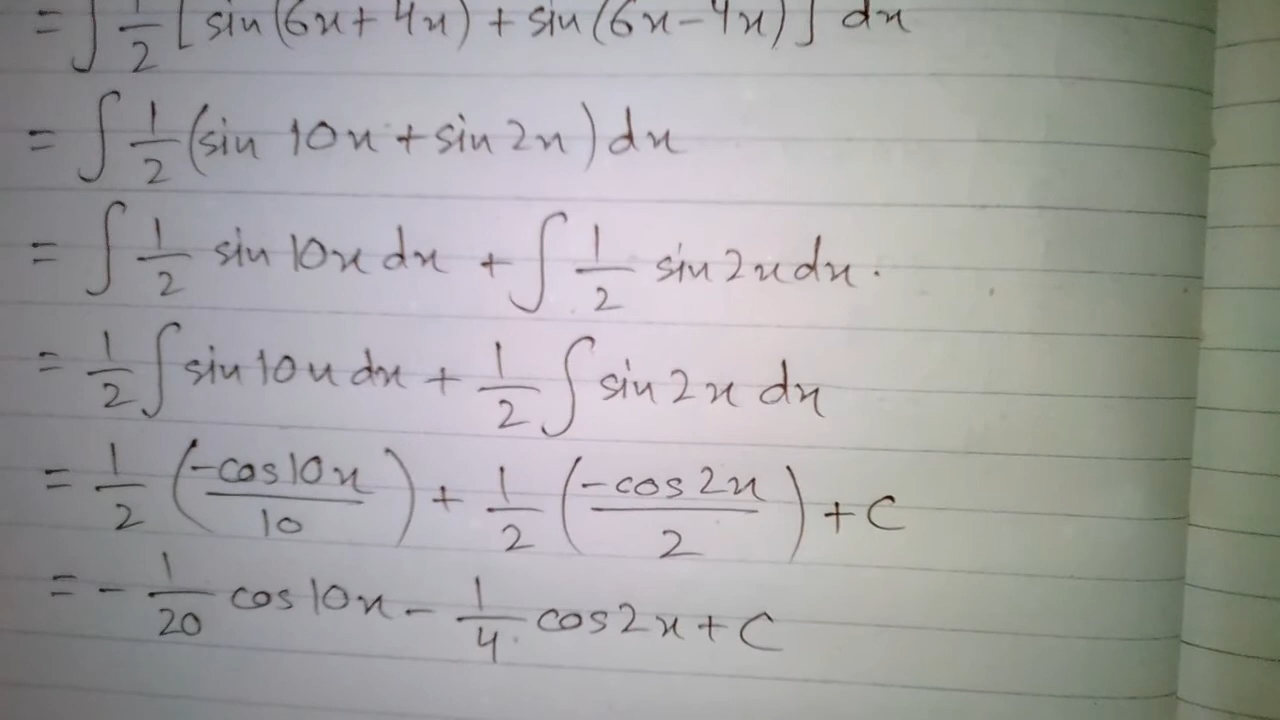 = ∫ 1/2 [sin(6x+4x) + sin(6x-4x)] dx
= ∫ 1/2 (sin 10x + sin 2x) dx
= ∫ 1/2 sin 10x dx + ∫ 1/2 sin 2x dx.
= 1/2 ∫ sin 10x dx + 1/2 ∫ sin 2x dx
= 1/2 (-cos 10x / 10) + 1/2 (-cos 2x / 2) + C
= - 1/20 cos 10x - 1/4 cos 2x + C